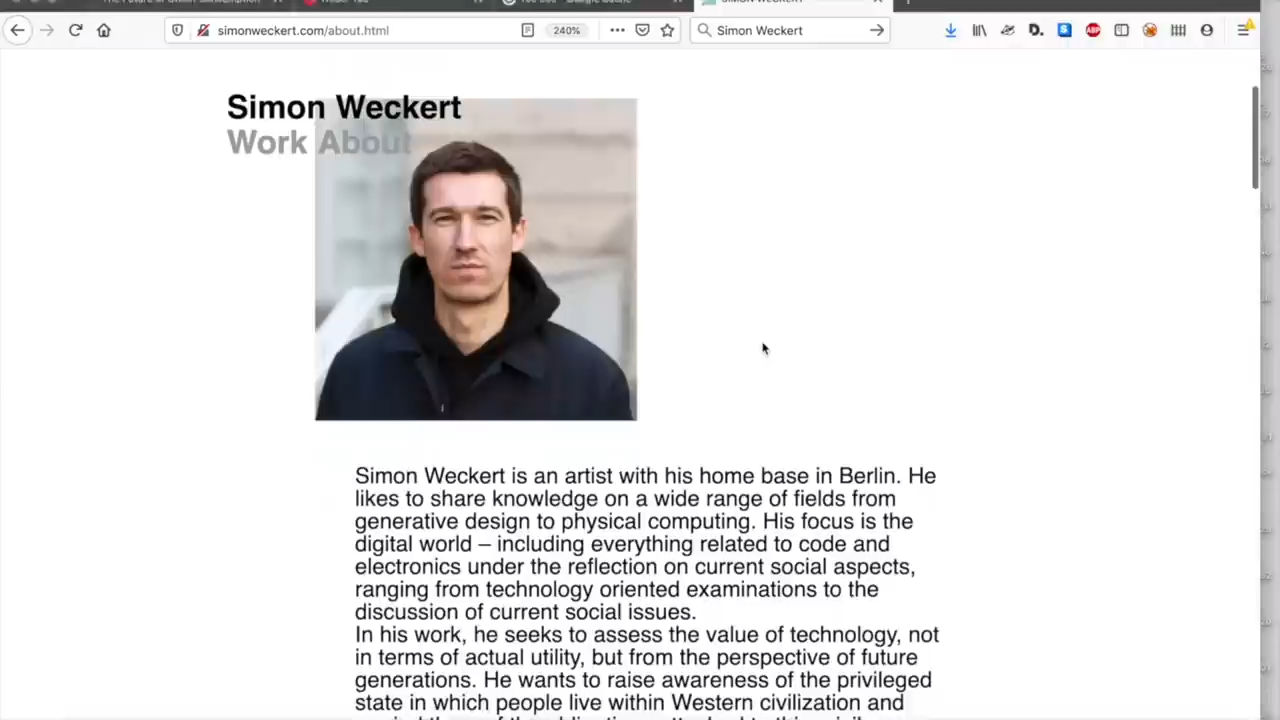 simonweckert.com/about.html
240%
Simon Weckert
D.
ABP
Simon Weckert
Work About
Simon Weckert is an artist with his home base in Berlin. He
likes to share knowledge on a wide range of fields from
generative design to physical computing. His focus is the
digital world – including everything related to code and
electronics under the reflection on current social aspects,
ranging from technology oriented examinations to the
discussion of current social issues.
In his work, he seeks to assess the value of technology, not
in terms of actual utility, but from the perspective of future
generations. He wants to raise awareness of the privileged
state in which people live within Western civilization and